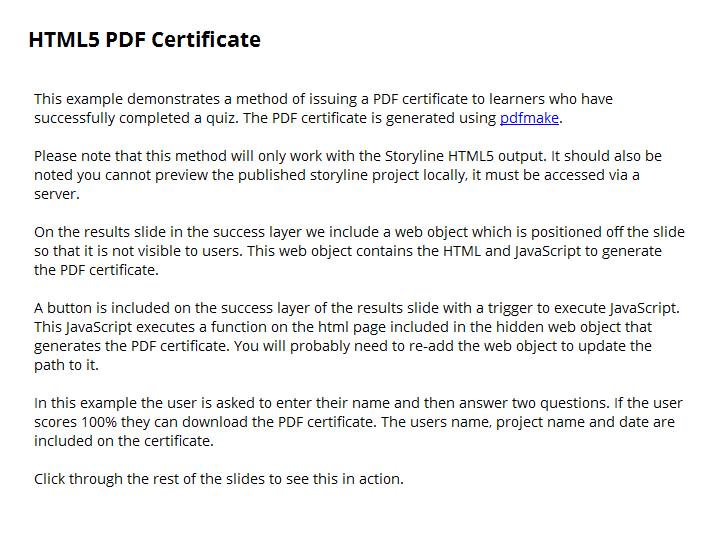 HTML5 PDF Certificate
This example demonstrates a method of issuing a PDF certificate to learners who have
successfully completed a quiz. The PDF certificate is generated using pdfmake.
Please note that this method will only work with the Storyline HTML5 output. It should also be
noted you cannot preview the published storyline project locally, it must be accessed via a
server.
On the results slide in the success layer we include a web object which is positioned off the slide
so that it is not visible to users. This web object contains the HTML and JavaScript to generate
the PDF certificate.
A button is included on the success layer of the results slide with a trigger to execute JavaScript.
This JavaScript executes a function on the html page included in the hidden web object that
generates the PDF certificate. You will probably need to re-add the web object to update the
path to it.
In this example the user is asked to enter their name and then answer two questions. If the user
scores 100% they can download the PDF certificate. The users name, project name and date are
included on the certificate.
Click through the rest of the slides to see this in action.